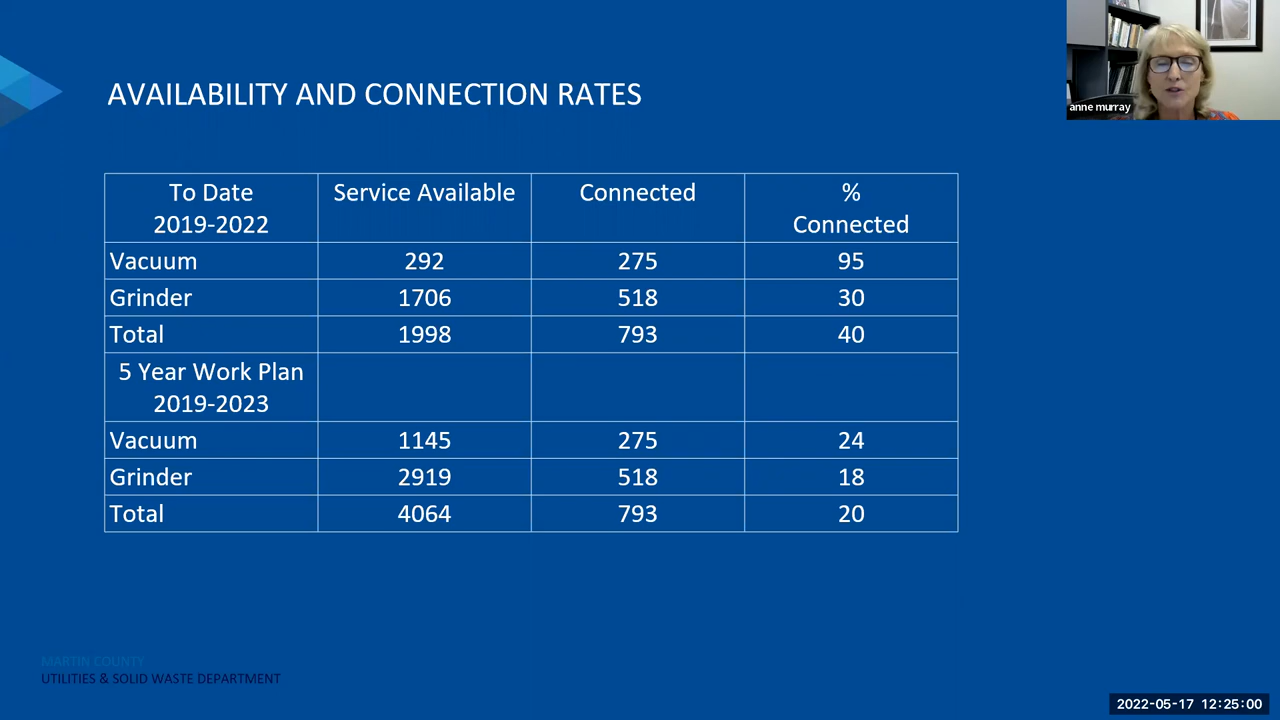 anne murray
AVAILABILITY AND CONNECTION RATES
To Date Service Available Connected %
2019-2022 Connected
Vacuum 292 275 95
Grinder 1706 518 30
Total 1998 793 40
5 Year Work Plan
2019-2023
Vacuum 1145 275 24
Grinder 2919 518 18
Total 4064 793 20
MARTIN COUNTY
UTILITIES & SOLID WASTE DEPARTMENT
2022-05-17 12:25:00